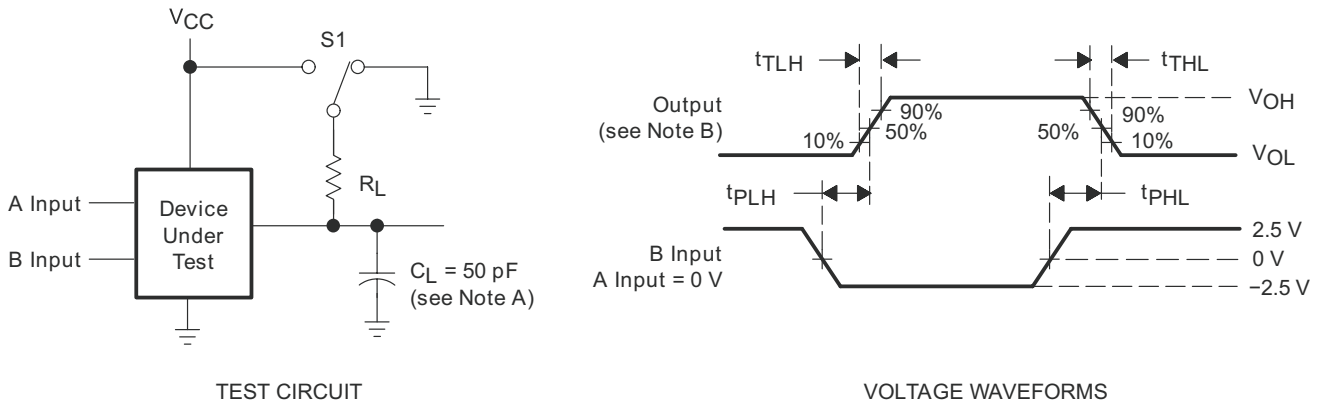 VCC
S1
RL
A Input
B Input
Device
Under
Test
CL = 50 pF
(see Note A)
TEST CIRCUIT
tTLH
tTHL
Output
(see Note B)
90%
50%
10%
50%
90%
10%
VOH
VOL
tPLH
tPHL
B Input
A Input = 0 V
2.5 V
0 V
−2.5 V
VOLTAGE WAVEFORMS